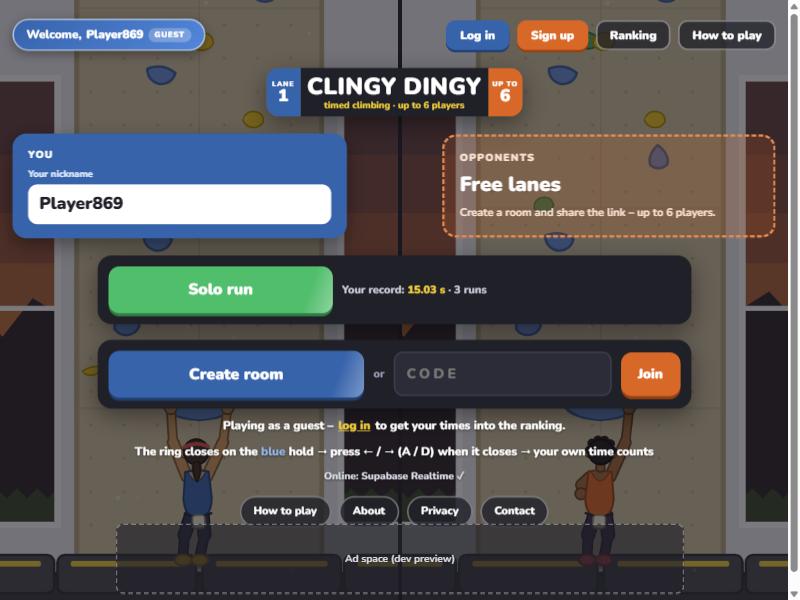 Welcome, Player869 GUEST
Log in
Sign up
Ranking
How to play
LANE
1
CLINGY DINGY
timed climbing · up to 6 players
UP TO
6
YOU
Your nickname
Player869
OPPONENTS
Free lanes
Create a room and share the link – up to 6 players.
Solo run
Your record: 15.03 s · 3 runs
Create room
or
CODE
Join
Playing as a guest – log in to get your times into the ranking.
The ring closes on the blue hold → press ← / → (A / D) when it closes → your own time counts
Online: Supabase Realtime ✓
How to play
About
Privacy
Contact
Ad space (dev preview)